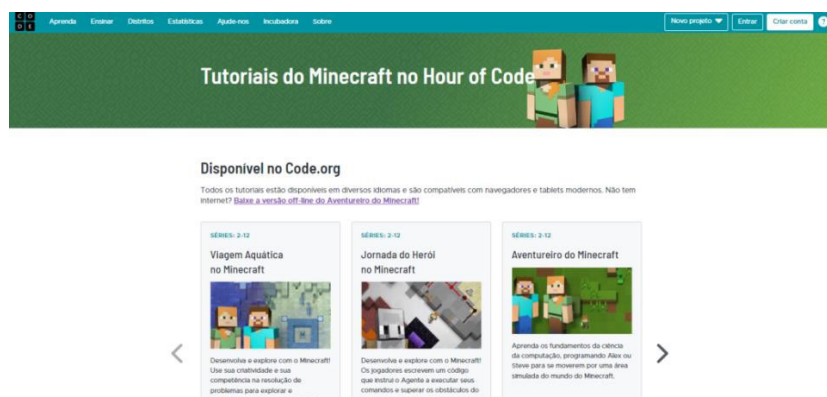 C O
D E
Aprenda Ensinar Distritos Estatísticas Ajude-nos Incubadora Sobre Novo projeto Entrar Criar conta ?
Tutoriais do Minecraft no Hour of Code
Disponível no Code.org
Todos os tutoriais estão disponíveis em diversos idiomas e são compatíveis com navegadores e tablets modernos. Não tem
internet? Baixe a versão off-line do Aventureiro do Minecraft!
SÉRIES: 2-12
Viagem Aquática
no Minecraft
Desenvolva e explore com o Minecraft!
Use sua criatividade e sua
competência na resolução de
problemas para explorar e
SÉRIES: 2-12
Jornada do Herói
no Minecraft
Desenvolva e explore com o Minecraft!
Os jogadores escrevem um código
que instrui o Agente a executar seus
comandos e superar os obstáculos do
SÉRIES: 2-12
Aventureiro do Minecraft
Aprenda os fundamentos da ciência
da computação, programando Alex ou
Steve para se moverem por uma área
simulada do mundo do Minecraft.